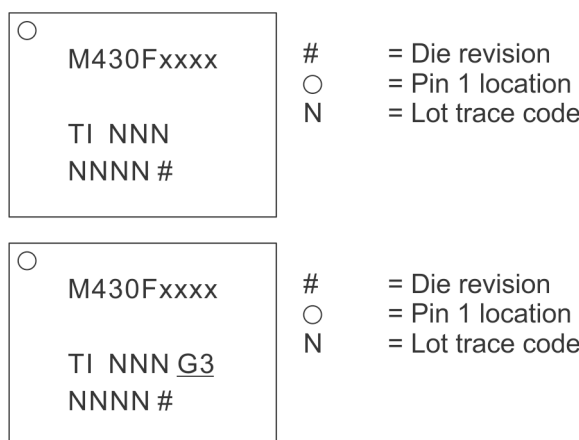 M430Fxxxx
TI NNN
NNNN #
# = Die revision
○ = Pin 1 location
N = Lot trace code
M430Fxxxx
TI NNN G3
NNNN #
# = Die revision
○ = Pin 1 location
N = Lot trace code